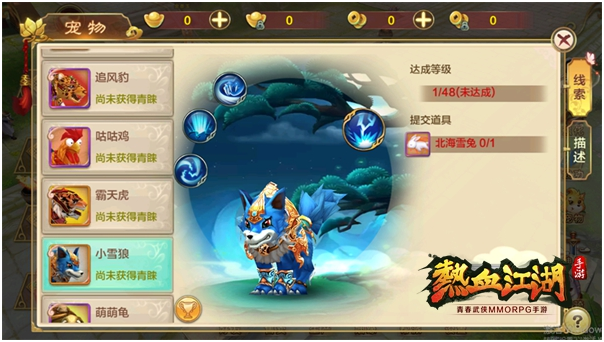 宠物
0
0
0
0
追风豹
尚未获得青睐
咕咕鸡
尚未获得青睐
霸天虎
尚未获得青睐
小雪狼
尚未获得青睐
萌萌龟
达成等级
1/48(未达成)
提交道具
北海雪兔 0/1
线索
描述
熱血江湖
手游
青春武侠MMORPG手游
?